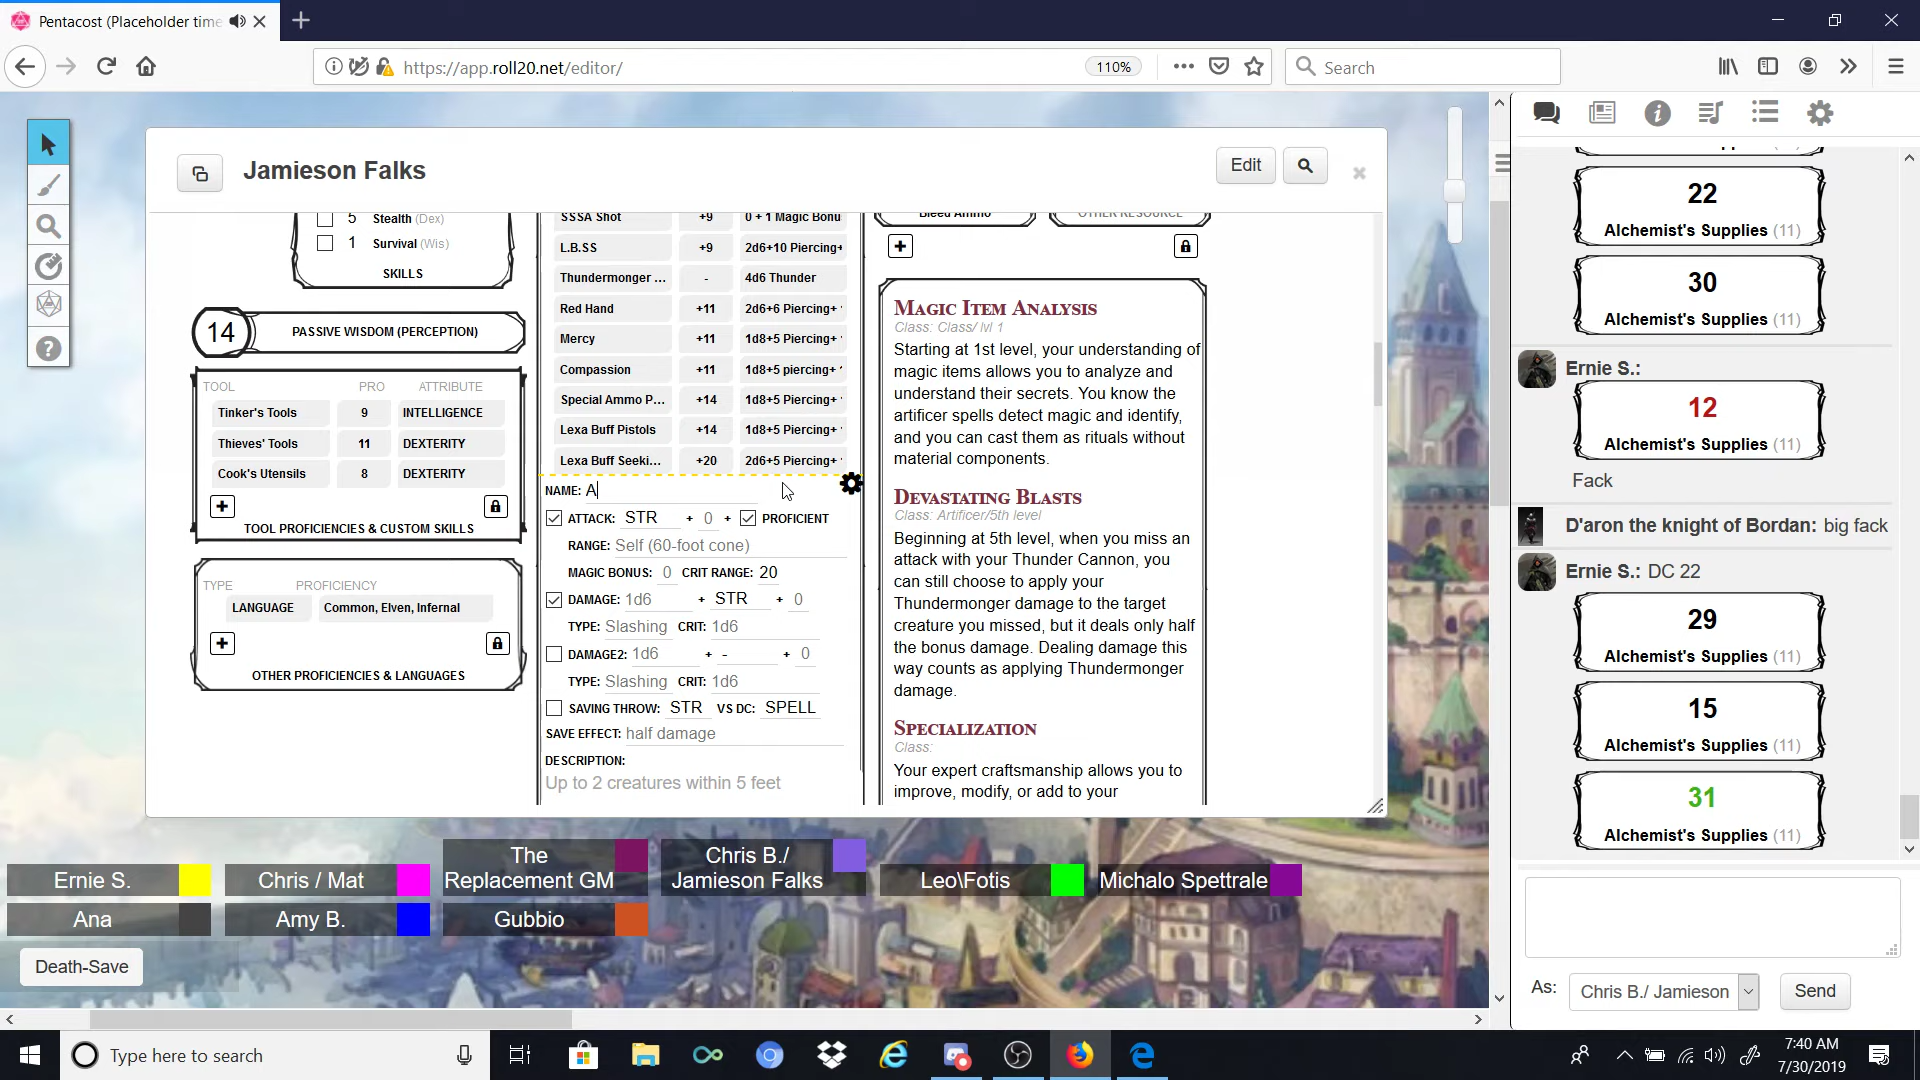 Pentacost (Placeholder time
https://app.roll20.net/editor/
110%
Search
Jamieson Falks
Edit
5 Stealth (Dex)
1 Survival (Wis)
SKILLS
14
PASSIVE WISDOM (PERCEPTION)
TOOL PRO ATTRIBUTE
Tinker's Tools 9 INTELLIGENCE
Thieves' Tools 11 DEXTERITY
Cook's Utensils 8 DEXTERITY
TOOL PROFICIENCIES & CUSTOM SKILLS
TYPE PROFICIENCY
LANGUAGE Common, Elven, Infernal
OTHER PROFICIENCIES & LANGUAGES
SSSA Shot +9 0 + 1 Magic Bonu
L.B.SS +9 2d6+10 Piercing+
Thundermonger ... - 4d6 Thunder
Red Hand +11 2d6+6 Piercing+
Mercy +11 1d8+5 Piercing+
Compassion +11 1d8+5 piercing+
Special Ammo P... +14 1d8+5 Piercing+
Lexa Buff Pistols +14 1d8+5 Piercing+
Lexa Buff Seeki... +20 2d6+5 Piercing+
NAME: A
ATTACK: STR + 0 + PROFICIENT
RANGE: Self (60-foot cone)
MAGIC BONUS: 0 CRIT RANGE: 20
DAMAGE: 1d6 + STR + 0
TYPE: Slashing CRIT: 1d6
DAMAGE2: 1d6 + - + 0
TYPE: Slashing CRIT: 1d6
SAVING THROW: STR VS DC: SPELL
SAVE EFFECT: half damage
DESCRIPTION:
Up to 2 creatures within 5 feet
Bleed Ammo
OTHER RESOURCE
MAGIC ITEM ANALYSIS
Class: Class/ lvl 1
Starting at 1st level, your understanding of
magic items allows you to analyze and
understand their secrets. You know the
artificer spells detect magic and identify,
and you can cast them as rituals without
material components.
DEVASTATING BLASTS
Class: Artificer/5th level
Beginning at 5th level, when you miss an
attack with your Thunder Cannon, you
can still choose to apply your
Thundermonger damage to the target
creature you missed, but it deals only half
the bonus damage. Dealing damage this
way counts as applying Thundermonger
damage.
SPECIALIZATION
Class:
Your expert craftsmanship allows you to
improve, modify, or add to your
22
Alchemist's Supplies (11)
30
Alchemist's Supplies (11)
Ernie S.:
12
Alchemist's Supplies (11)
Fack
D'aron the knight of Bordan: big fack
Ernie S.: DC 22
29
Alchemist's Supplies (11)
15
Alchemist's Supplies (11)
31
Alchemist's Supplies (11)
As: Chris B./ Jamieson
Send
Ernie S.
Chris / Mat
The
Replacement GM
Chris B./
Jamieson Falks
Leo\Fotis
Michalo Spettrale
Ana
Amy B.
Gubbio
Death-Save
Type here to search
7:40 AM
7/30/2019